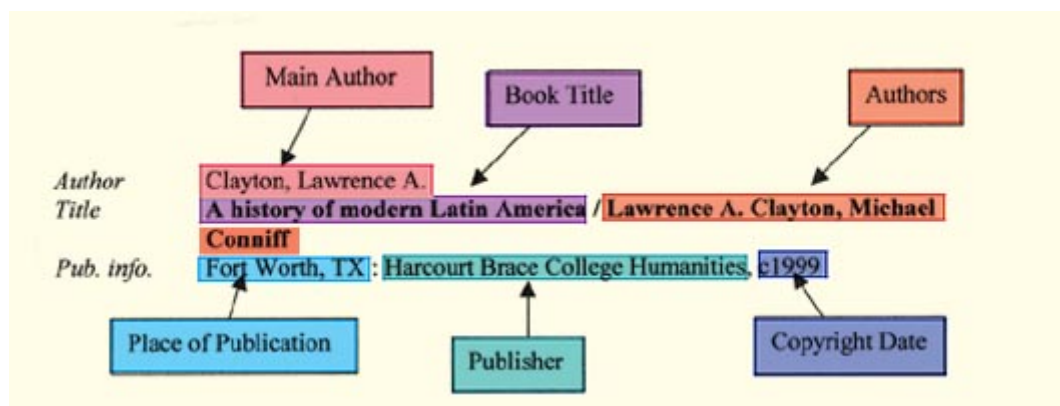 Main Author
Book Title
Authors
Author Clayton, Lawrence A.
Title A history of modern Latin America / Lawrence A. Clayton, Michael
Conniff
Pub. info. Fort Worth, TX : Harcourt Brace College Humanities, c1999
Place of Publication
Publisher
Copyright Date